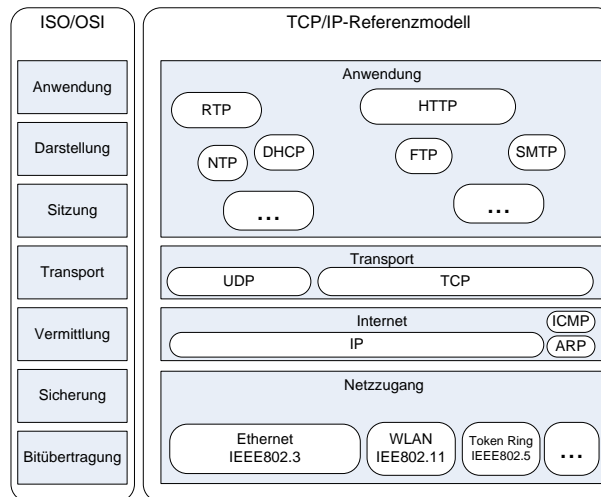 ISO/OSI
Anwendung
Darstellung
Sitzung
Transport
Vermittlung
Sicherung
Bitübertragung
TCP/IP-Referenzmodell
Anwendung
RTP
HTTP
NTP
DHCP
FTP
SMTP
...
...
Transport
UDP
TCP
Internet
ICMP
IP
ARP
Netzzugang
Ethernet
IEEE802.3
WLAN
IEE802.11
Token Ring
IEEE802.5
...